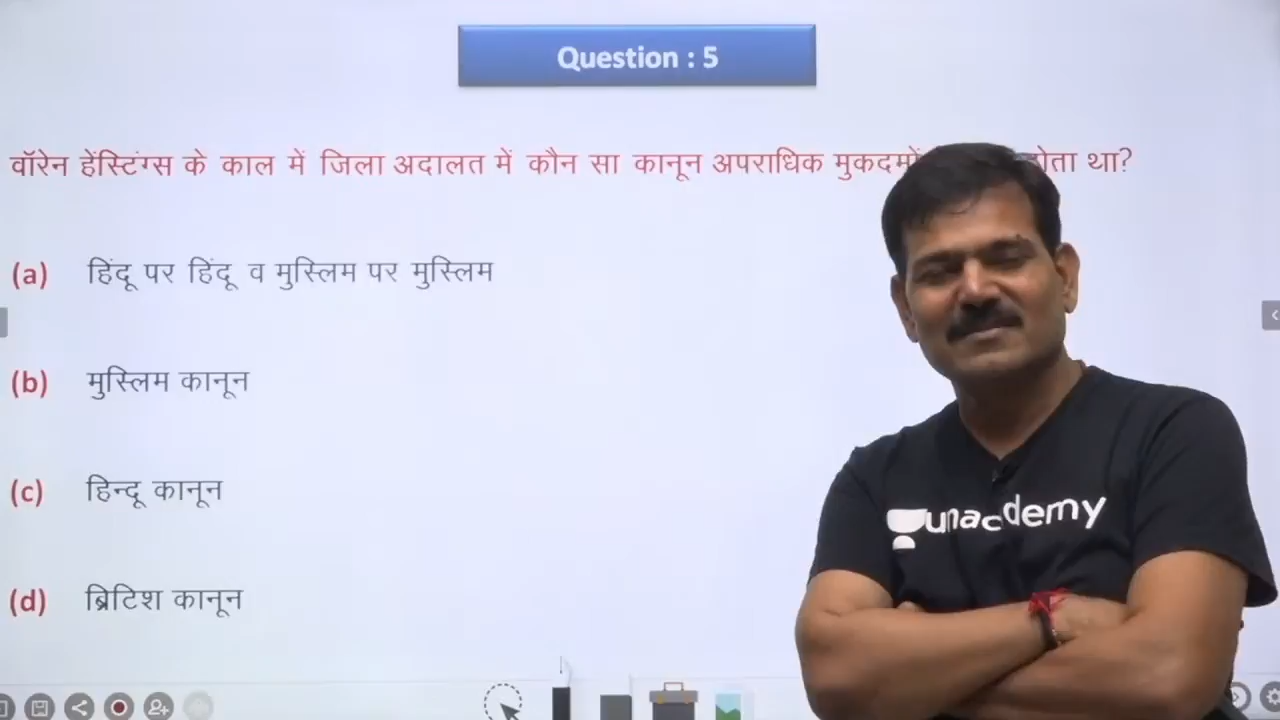 Question : 5
वॉरेन हेंस्टिंग्स के काल में जिला अदालत में कौन सा कानून अपराधिक मुकदमों होता था?
(a) हिंदू पर हिंदू व मुस्लिम पर मुस्लिम
(b) मुस्लिम कानून
(c) हिन्दू कानून
(d) ब्रिटिश कानून
unacademy